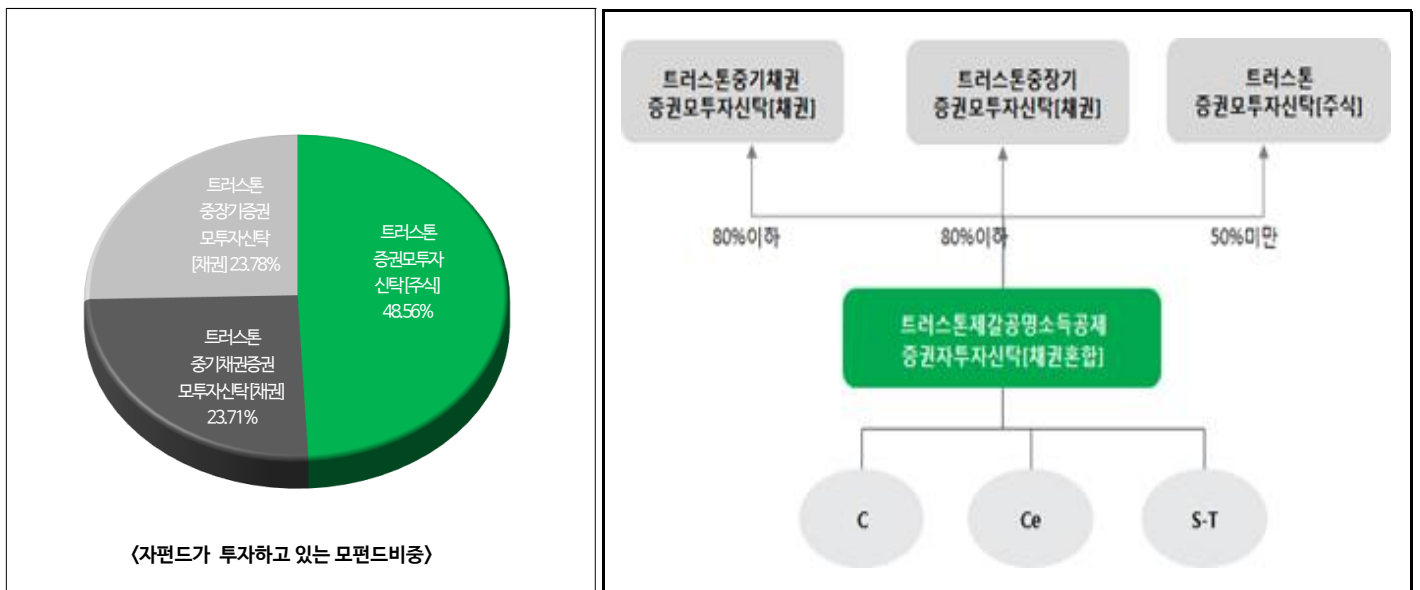 트러스톤
중장기증권
모투자신탁
[채권] 23.78%
트러스톤
증권모투자
신탁[주식]
48.56%
트러스톤
중기채권증권
모투자신탁[채권]
23.71%
〈자펀드가 투자하고 있는 모펀드비중〉
트러스톤중기채권
증권모투자신탁[채권]
트러스톤중장기
증권모투자신탁[채권]
트러스톤
증권모투자신탁[주식]
80%이하
80%이하
50%미만
트러스톤제갈공명소득공제
증권자투자신탁[채권혼합]
C
Ce
S-T